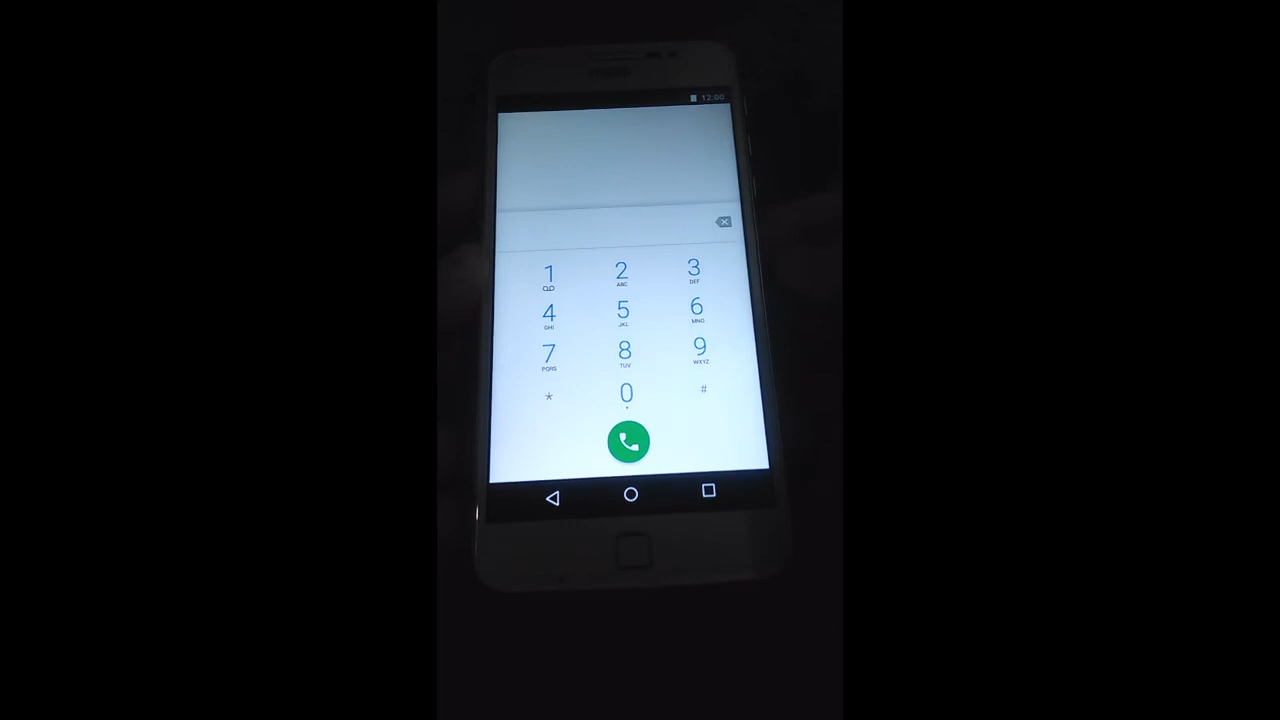 12:00
1 2 3
ABC DEF
4 5 6
GHI JKL MNO
7 8 9
PQRS TUV WXYZ
* 0 #
+